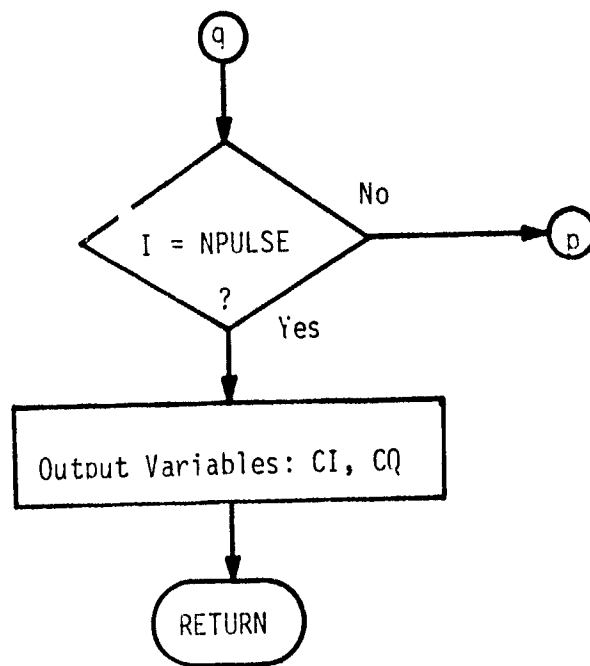 q
No
I = NPULSE
p
?
Yes
Output Variables: CI, CQ
RETURN